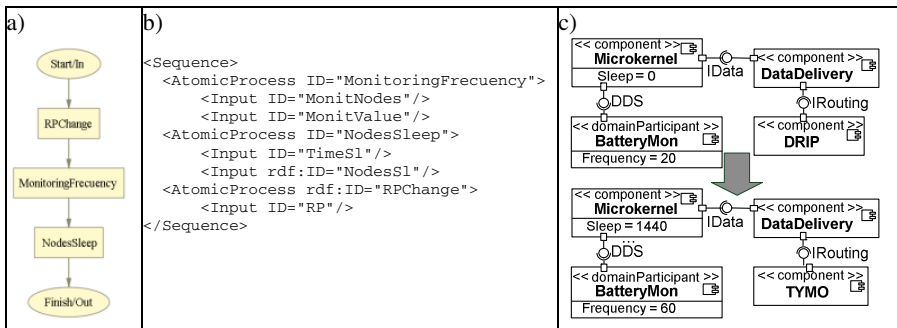 a)
Start/In
RPChange
MonitoringFrecuency
NodesSleep
Finish/Out
b)
<Sequence>
<AtomicProcess ID="MonitoringFrecuency">
<Input ID="MonitNodes"/>
<Input ID="MonitValue"/>
<AtomicProcess ID="NodesSleep">
<Input ID="TimeSl"/>
<Input rdf:ID="NodesSl"/>
<AtomicProcess rdf:ID="RPChange">
<Input ID="RP"/>
</Sequence>
c)
<< component >>
Microkernel
Sleep = 0
IData
<< component >>
DataDelivery
DDS
IRouting
<< domainParticipant >>
BatteryMon
Frequency = 20
<< component >>
DRIP
<< component >>
Microkernel
Sleep = 1440
...
IData
<< component >>
DataDelivery
DDS
IRouting
<< domainParticipant >>
BatteryMon
Frequency = 60
<< component >>
TYMO